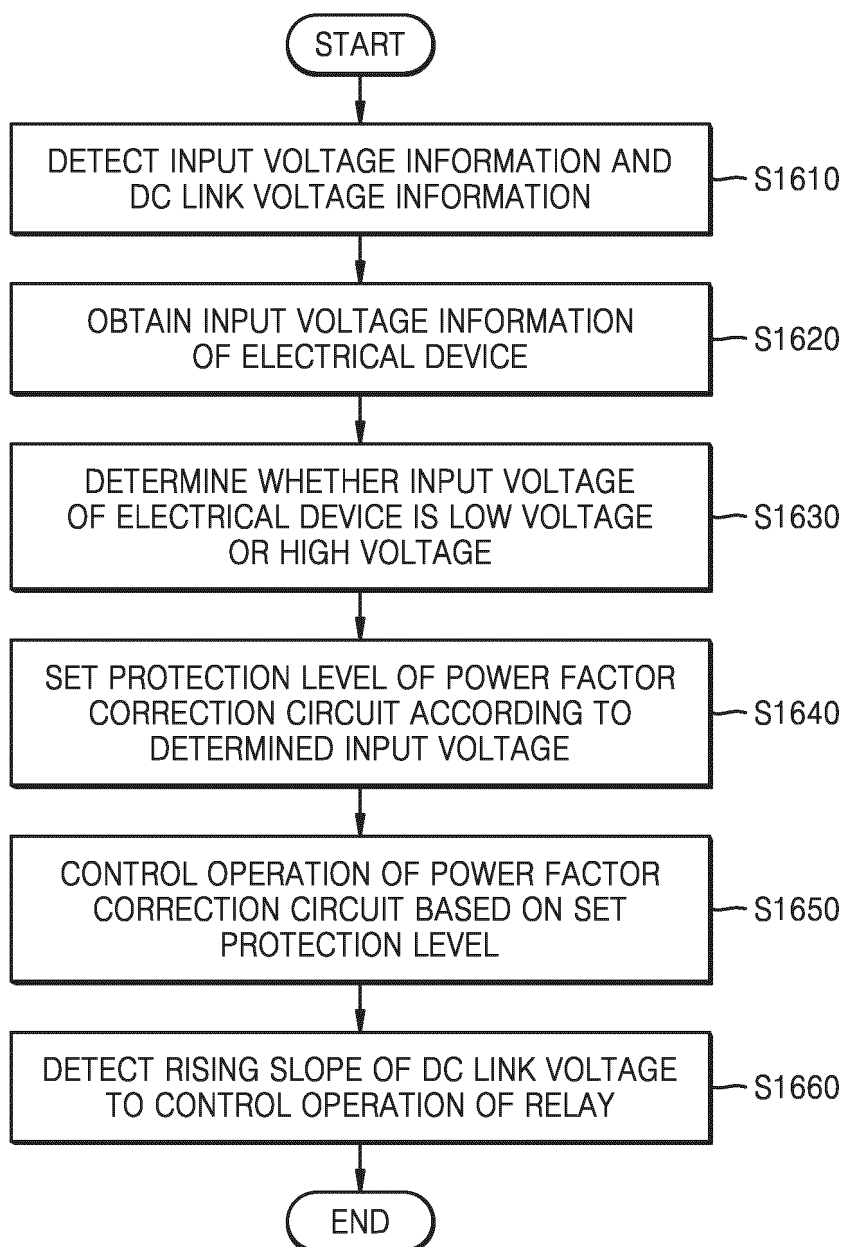 START
DETECT INPUT VOLTAGE INFORMATION AND
DC LINK VOLTAGE INFORMATION
S1610
OBTAIN INPUT VOLTAGE INFORMATION
OF ELECTRICAL DEVICE
S1620
DETERMINE WHETHER INPUT VOLTAGE
OF ELECTRICAL DEVICE IS LOW VOLTAGE
OR HIGH VOLTAGE
S1630
SET PROTECTION LEVEL OF POWER FACTOR
CORRECTION CIRCUIT ACCORDING TO
DETERMINED INPUT VOLTAGE
S1640
CONTROL OPERATION OF POWER FACTOR
CORRECTION CIRCUIT BASED ON SET
PROTECTION LEVEL
S1650
DETECT RISING SLOPE OF DC LINK VOLTAGE
TO CONTROL OPERATION OF RELAY
S1660
END